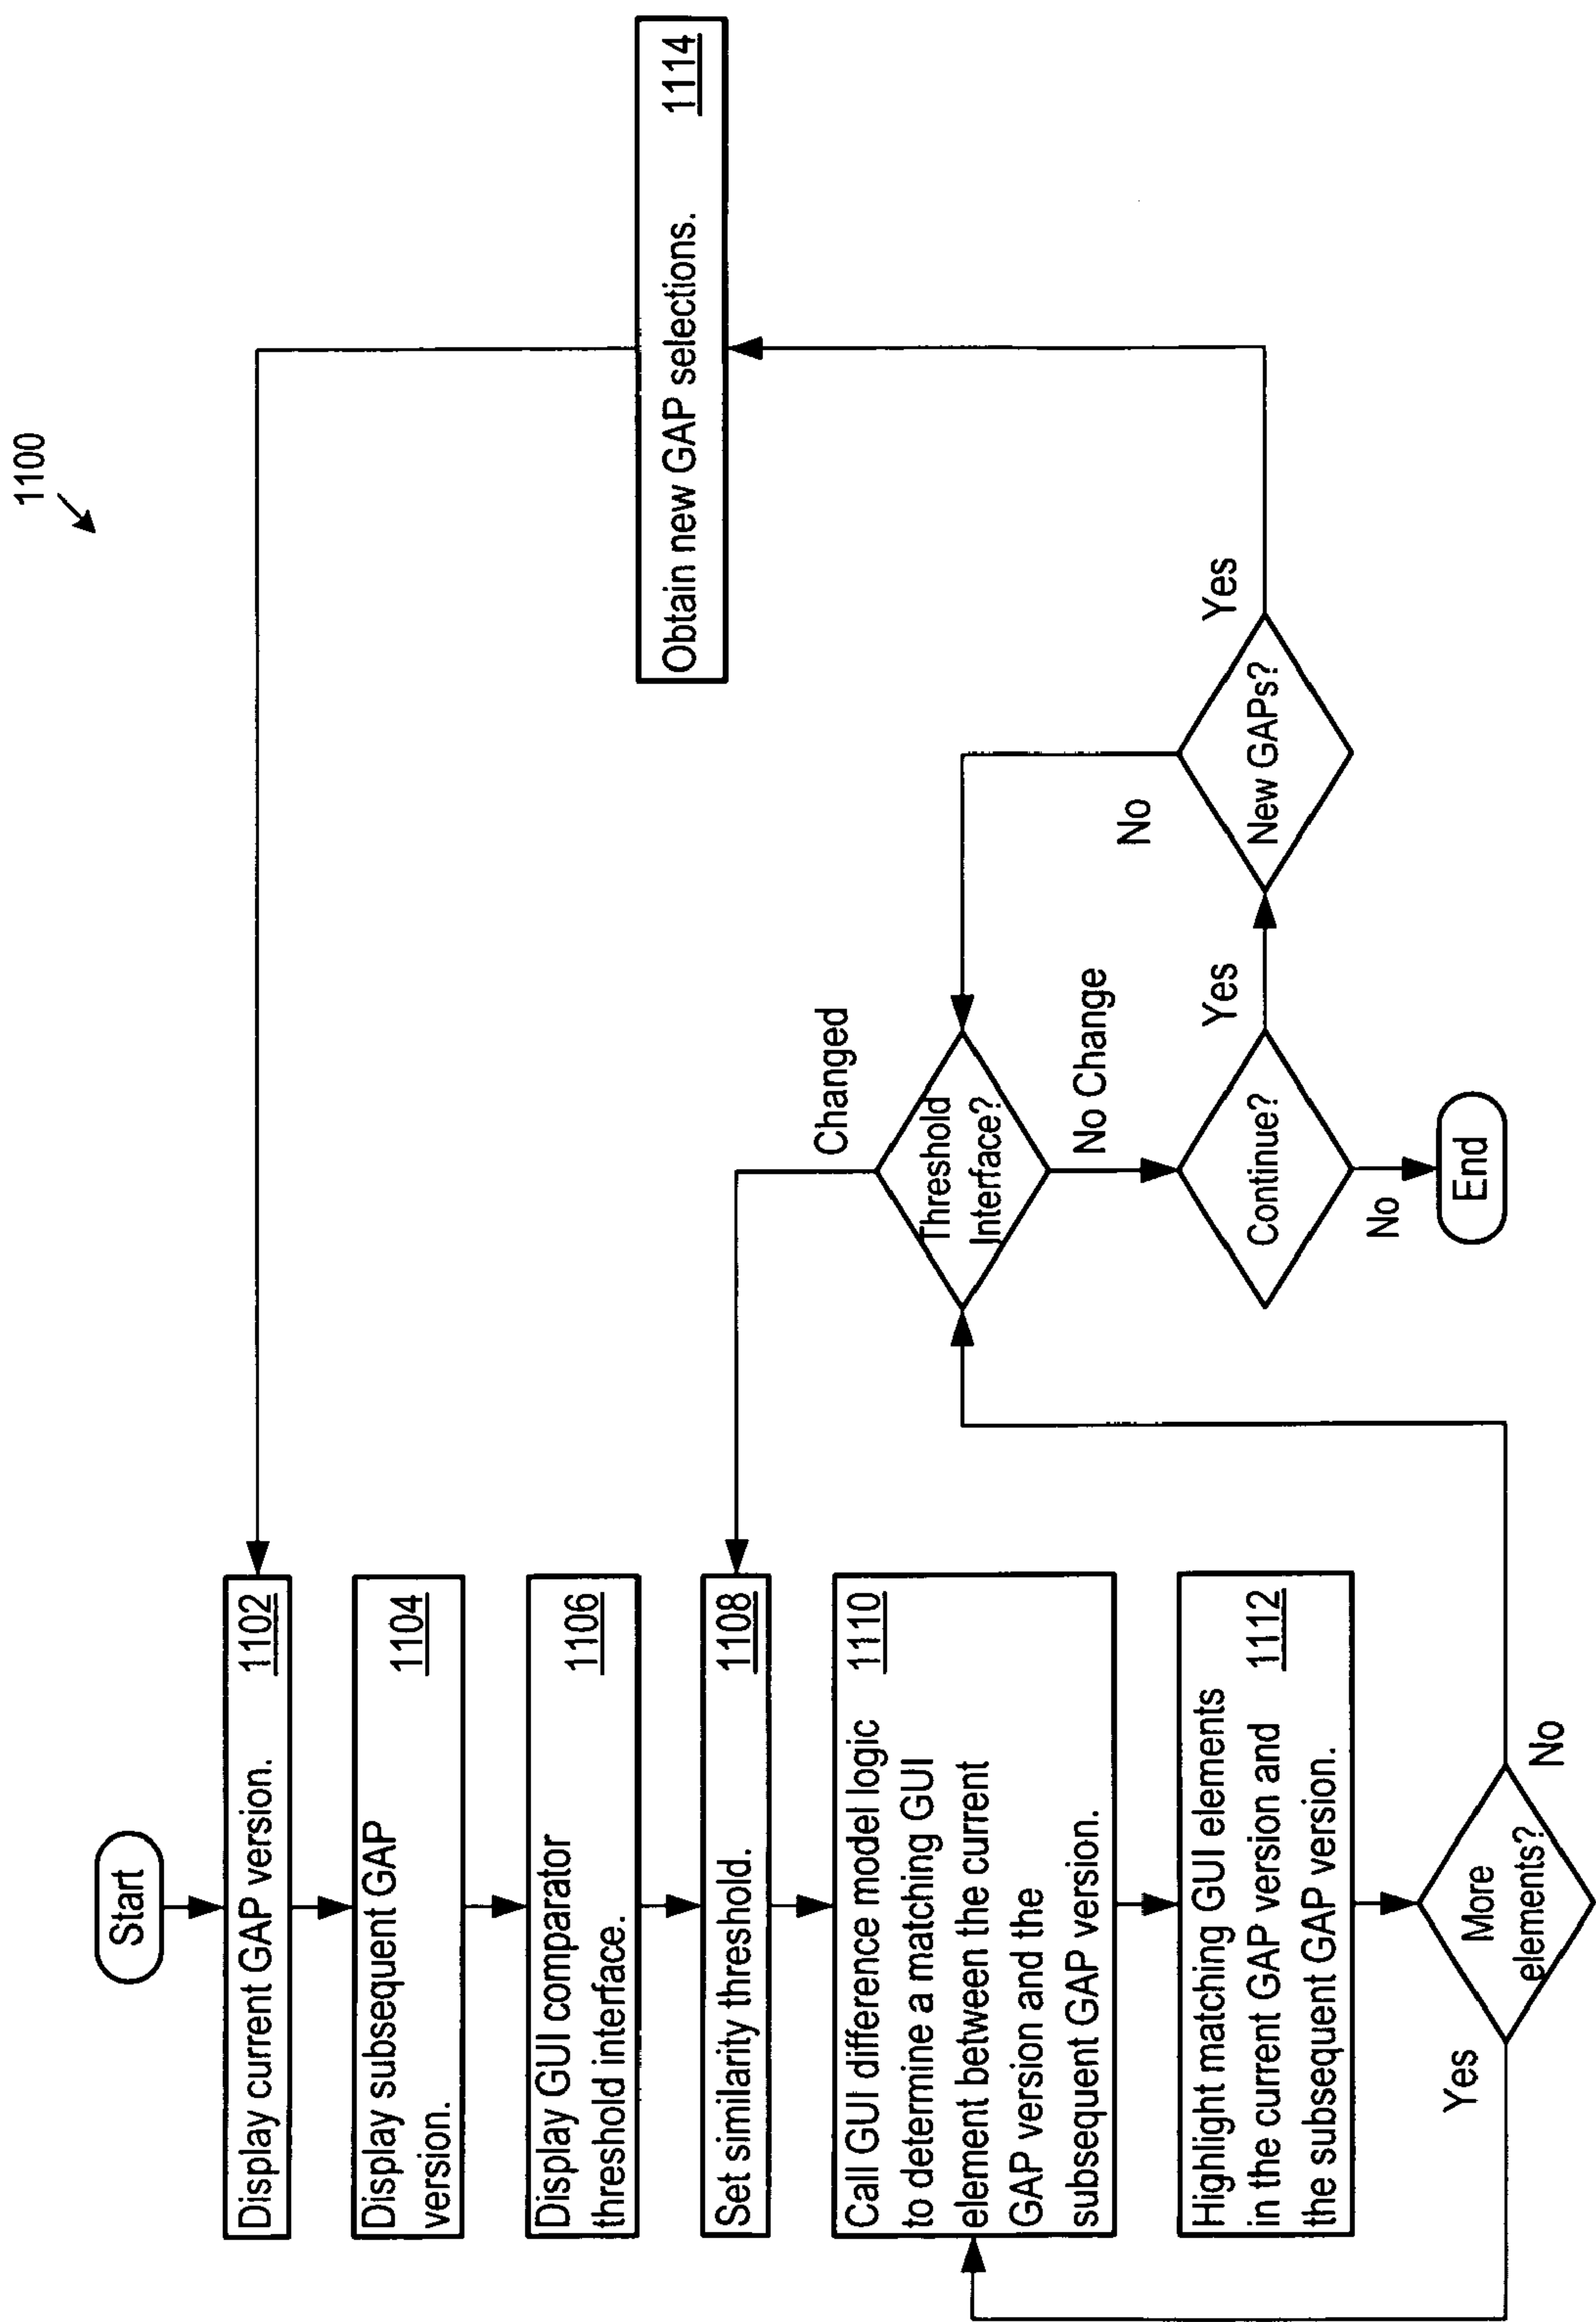 1100
Start
Display current GAP version. 1102
Display subsequent GAP
version. 1104
Display GUI comparator
threshold interface. 1106
Set similarity threshold. 1108
Call GUI difference model logic 1110
to determine a matching GUI
element between the current
GAP version and the
subsequent GAP version.
Highlight matching GUI elements
in the current GAP version and 1112
the subsequent GAP version.
More
elements?
Yes
No
Threshold
Interface?
Changed
No Change
Continue?
Yes
No
End
New GAPs?
No
Yes
Obtain new GAP selections. 1114